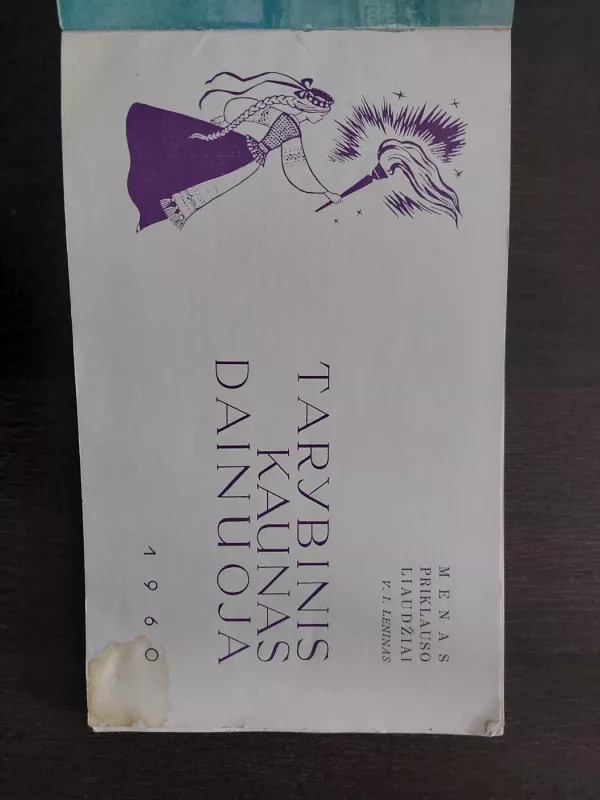 MENAS
PRIKLAUSO
LIAUDŽIAI
V. I. LENINAS
TARYBINIS
KAUNAS
DAINUOJA
1960